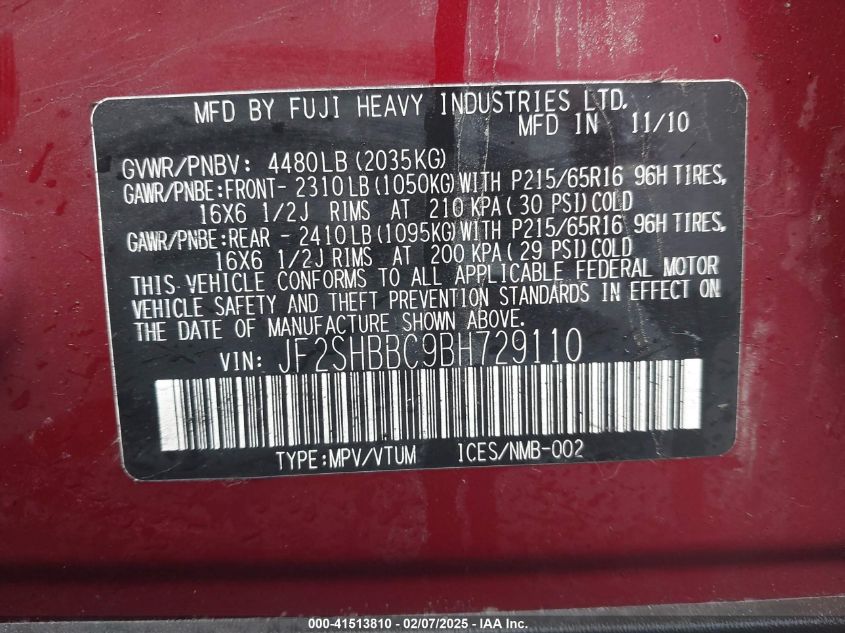 MFD BY FUJI HEAVY INDUSTRIES LTD.
MFD IN 11/10
GVWR/PNBV: 4480LB (2035KG)
GAWR/PNBE:FRONT- 2310LB(1050KG)WITH P215/65R16 96H TIRES,
16X6 1/2J RIMS AT 210 KPA(30 PSI)COLD
GAWR/PNBE:REAR - 2410LB(1095KG)WITH P215/65R16 96H TIRES,
16X6 1/2J RIMS AT 200 KPA(29 PSI)COLD
THIS VEHICLE CONFORMS TO ALL APPLICABLE FEDERAL MOTOR
VEHICLE SAFETY AND THEFT PREVENTION STANDARDS IN EFFECT ON
THE DATE OF MANUFACTURE SHOWN ABOVE.
VIN: JF2SHBBC9BH729110
TYPE:MPV/VTUM ICES/NMB-002
000-41513810 - 02/07/2025 - IAA Inc.